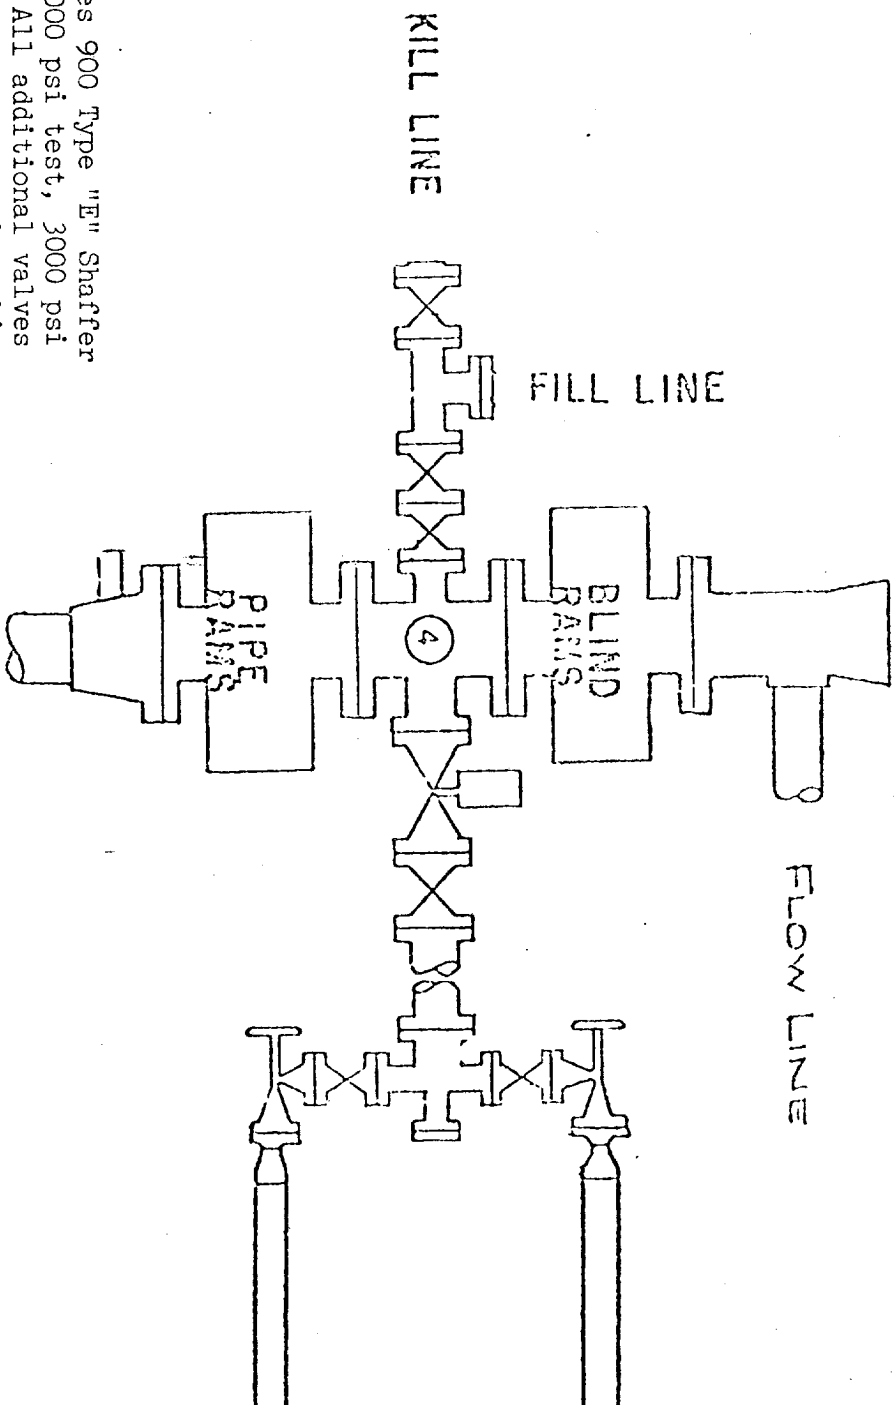 FLOW LINE
BLIND
RAMS
FILL LINE
4
KILL LINE
PIPE
RAMS
es 900 Type "E" Shaffer
000 psi test, 3000 psi
All additional valves